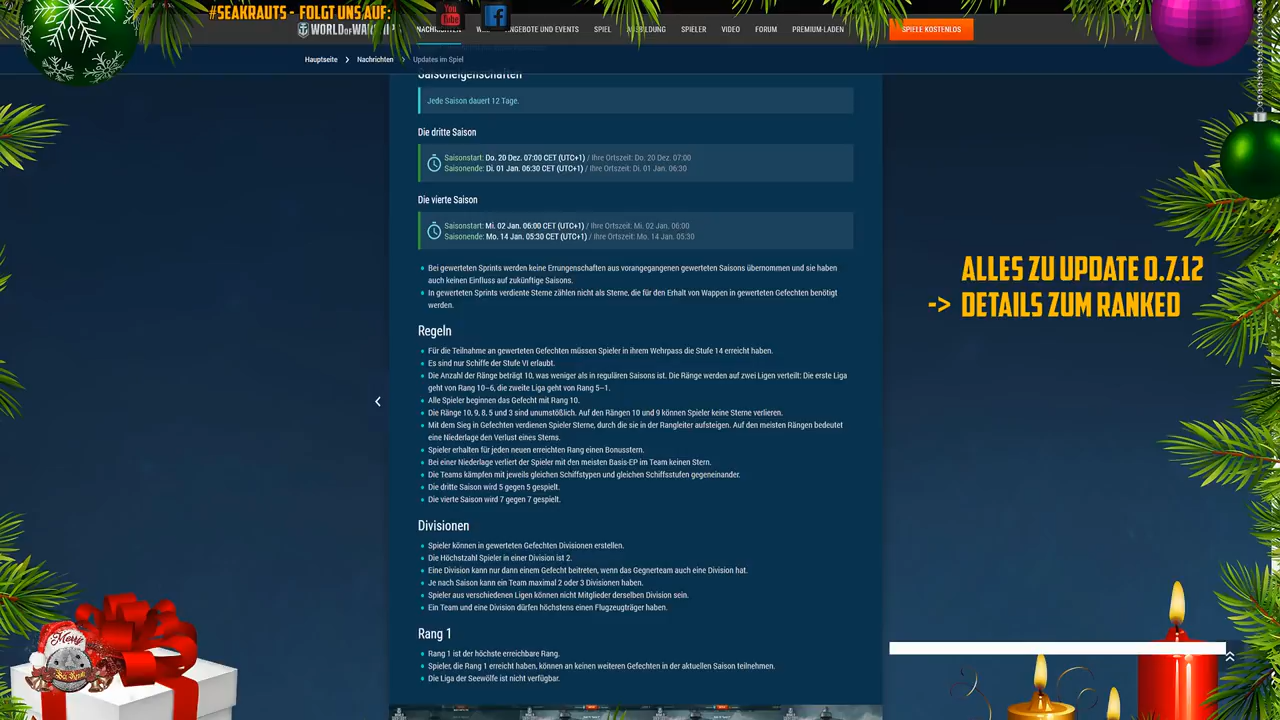 #SEAKRAUTS - FOLGT UNS AUF:
You Tube
NACHRICHTEN
ANGEBOTE UND EVENTS
SPIEL
SPIELER
VIDEO
FORUM
PREMIUM-LADEN
SPIELE KOSTENLOS
Hauptseite
Nachrichten
Updates im Spiel
Saisoneigenschaften
Jede Saison dauert 12 Tage.
Die dritte Saison
Saisonstart: Do. 20 Dez. 07:00 CET (UTC+1) / Ihre Ortszeit: Do. 20 Dez. 07:00
Saisonende: Di. 01 Jan. 06:30 CET (UTC+1) / Ihre Ortszeit: Di. 01 Jan. 06:30
Die vierte Saison
Saisonstart: Mi. 02 Jan. 06:00 CET (UTC+1) / Ihre Ortszeit: Mi. 02 Jan. 06:00
Saisonende: Mo. 14 Jan. 05:30 CET (UTC+1) / Ihre Ortszeit: Mo. 14 Jan. 05:30
Bei gewerteten Sprints werden keine Errungenschaften aus vorangegangenen gewerteten Saisons übernommen und sie haben
auch keinen Einfluss auf zukünftige Saisons.
In gewerteten Sprints verdiente Sterne zählen nicht als Sterne, die für den Erhalt von Wappen in gewerteten Gefechten benötigt
werden.
Regeln
Für die Teilnahme an gewerteten Gefechten müssen Spieler in ihrem Wehrpass die Stufe 14 erreicht haben.
Es sind nur Schiffe der Stufe VI erlaubt.
Die Anzahl der Ränge beträgt 10, was weniger als in regulären Saisons ist. Die Ränge werden auf zwei Ligen verteilt: Die erste Liga
geht von Rang 10–6, die zweite Liga geht von Rang 5–1.
Alle Spieler beginnen das Gefecht mit Rang 10.
Die Ränge 10, 9, 8, 5 und 3 sind unumstößlich. Auf den Rängen 10 und 9 können Spieler keine Sterne verlieren.
Mit dem Sieg in Gefechten verdienen Spieler Sterne, durch die sie in der Rangleiter aufsteigen. Auf den meisten Rängen bedeutet
eine Niederlage den Verlust eines Sterns.
Spieler erhalten für jeden neuen erreichten Rang einen Bonusstern.
Bei einer Niederlage verliert der Spieler mit den meisten Basis-EP im Team keinen Stern.
Die Teams kämpfen mit jeweils gleichen Schiffstypen und gleichen Schiffsstufen gegeneinander.
Die dritte Saison wird 5 gegen 5 gespielt.
Die vierte Saison wird 7 gegen 7 gespielt.
Divisionen
Spieler können in gewerteten Gefechten Divisionen erstellen.
Die Höchstzahl Spieler in einer Division ist 2.
Eine Division kann nur dann einem Gefecht beitreten, wenn das Gegnerteam auch eine Division hat.
Je nach Saison kann ein Team maximal 2 oder 3 Divisionen haben.
Spieler aus verschiedenen Ligen können nicht Mitglieder derselben Division sein.
Ein Team und eine Division dürfen höchstens einen Flugzeugträger haben.
Rang 1
Rang 1 ist der höchste erreichbare Rang.
Spieler, die Rang 1 erreicht haben, können an keinen weiteren Gefechten in der aktuellen Saison teilnehmen.
Die Liga der Seewölfe ist nicht verfügbar.
ALLES ZU UPDATE 0.7.12
-> DETAILS ZUM RANKED
Merry